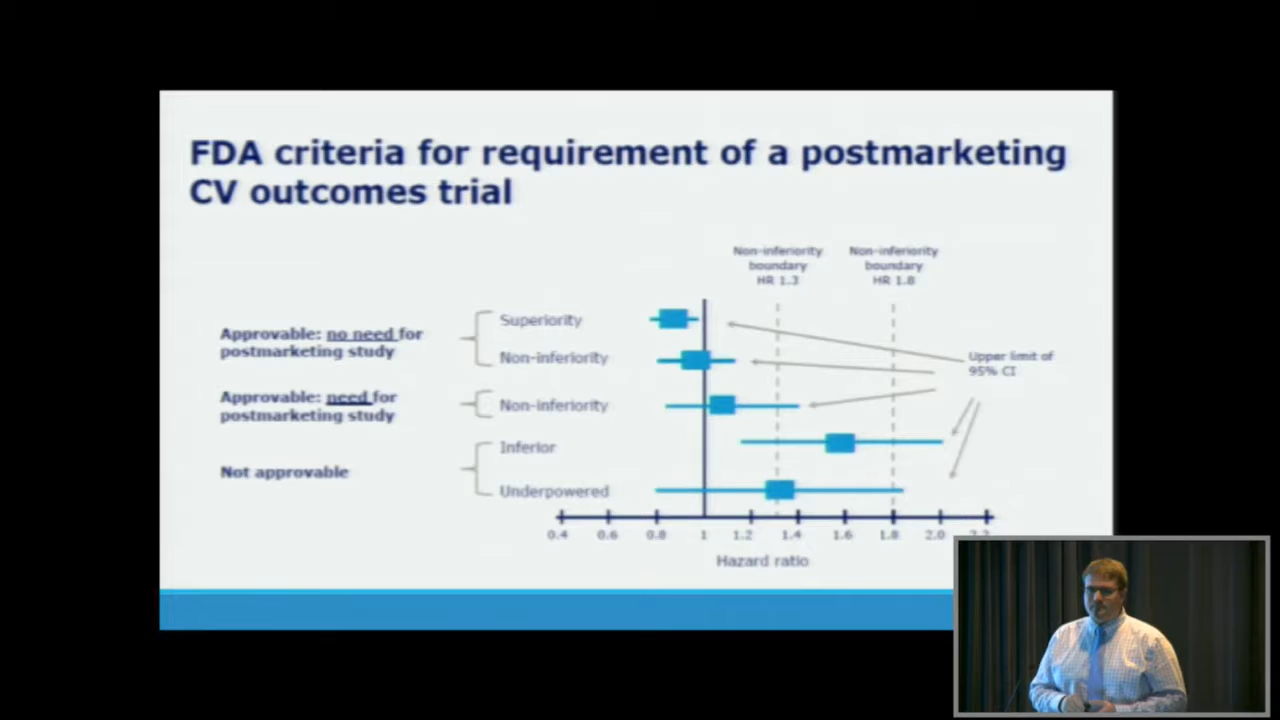 FDA criteria for requirement of a postmarketing
CV outcomes trial
Non-inferiority
boundary
HR 1.3
Non-inferiority
boundary
HR 1.8
Approvable: no need for
postmarketing study
Superiority
Non-inferiority
Upper limit of
95% CI
Approvable: need for
postmarketing study
Non-inferiority
Not approvable
Inferior
Underpowered
0.4 0.6 0.8 1 1.2 1.4 1.6 1.8 2.0 2.2
Hazard ratio